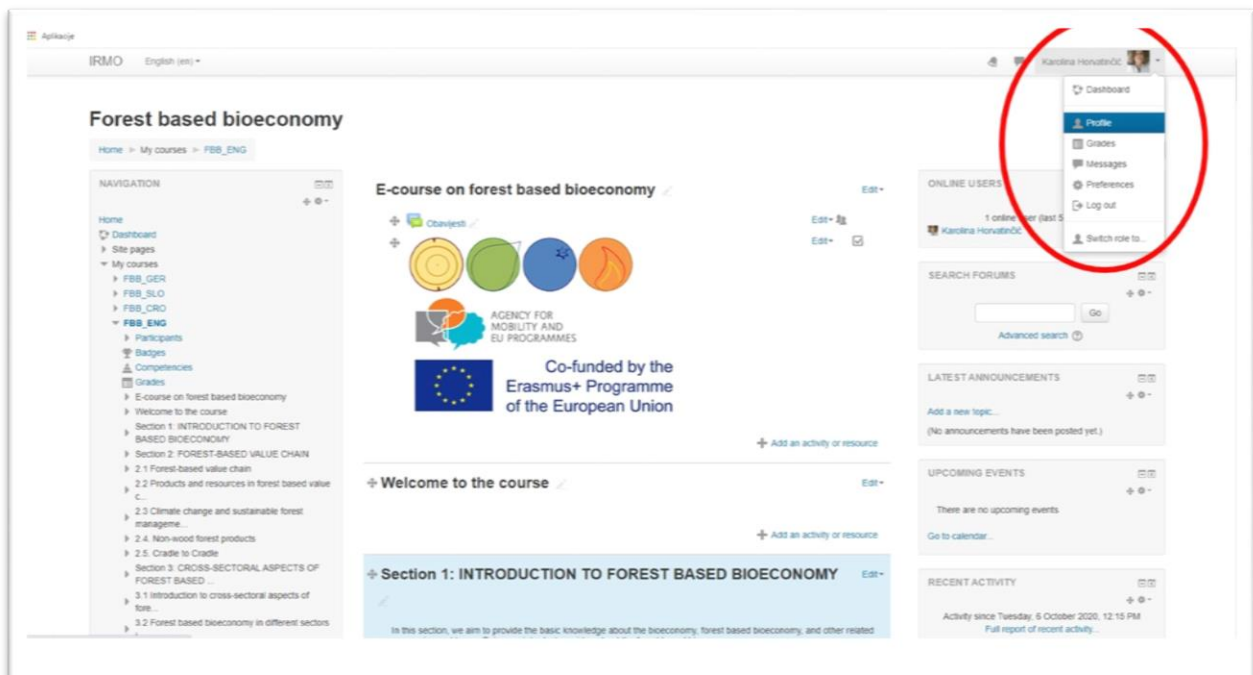 Aplikacije
IRMO English (en)
Karolina Horvatinčić
Dashboard
Profile
Grades
Messages
Preferences
Log out
Switch role to...
Forest based bioeconomy
Home My courses FBB_ENG
NAVIGATION
Home
Dashboard
Site pages
My courses
FBB_GER
FBB_SLO
FBB_CRO
FBB_ENG
Participants
Badges
Competencies
Grades
E-course on forest based bioeconomy
Welcome to the course
Section 1: INTRODUCTION TO FOREST
BASED BIOECONOMY
Section 2: FOREST-BASED VALUE CHAIN
2.1 Forest-based value chain
2.2 Products and resources in forest based value
c...
2.3 Climate change and sustainable forest
manageme...
2.4. Non-wood forest products
2.5. Cradle to Cradle
Section 3: CROSS-SECTORAL ASPECTS OF
FOREST BASED ...
3.1 Introduction to cross-sectoral aspects of
fore...
3.2 Forest based bioeconomy in different sectors
E-course on forest based bioeconomy Edit
Obavijesti Edit
Edit
AGENCY FOR
MOBILITY AND
EU PROGRAMMES
Co-funded by the
Erasmus+ Programme
of the European Union
Add an activity or resource
Welcome to the course Edit
Add an activity or resource
Section 1: INTRODUCTION TO FOREST BASED BIOECONOMY Edit
In this section, we aim to provide the basic knowledge about the bioeconomy, forest based bioeconomy, and other related
ONLINE USERS
1 online user (last 5
Karolina Horvatinčić
SEARCH FORUMS
Go
Advanced search
LATEST ANNOUNCEMENTS
Add a new topic...
(No announcements have been posted yet.)
UPCOMING EVENTS
There are no upcoming events
Go to calendar...
RECENT ACTIVITY
Activity since Tuesday, 6 October 2020, 12:15 PM
Full report of recent activity...